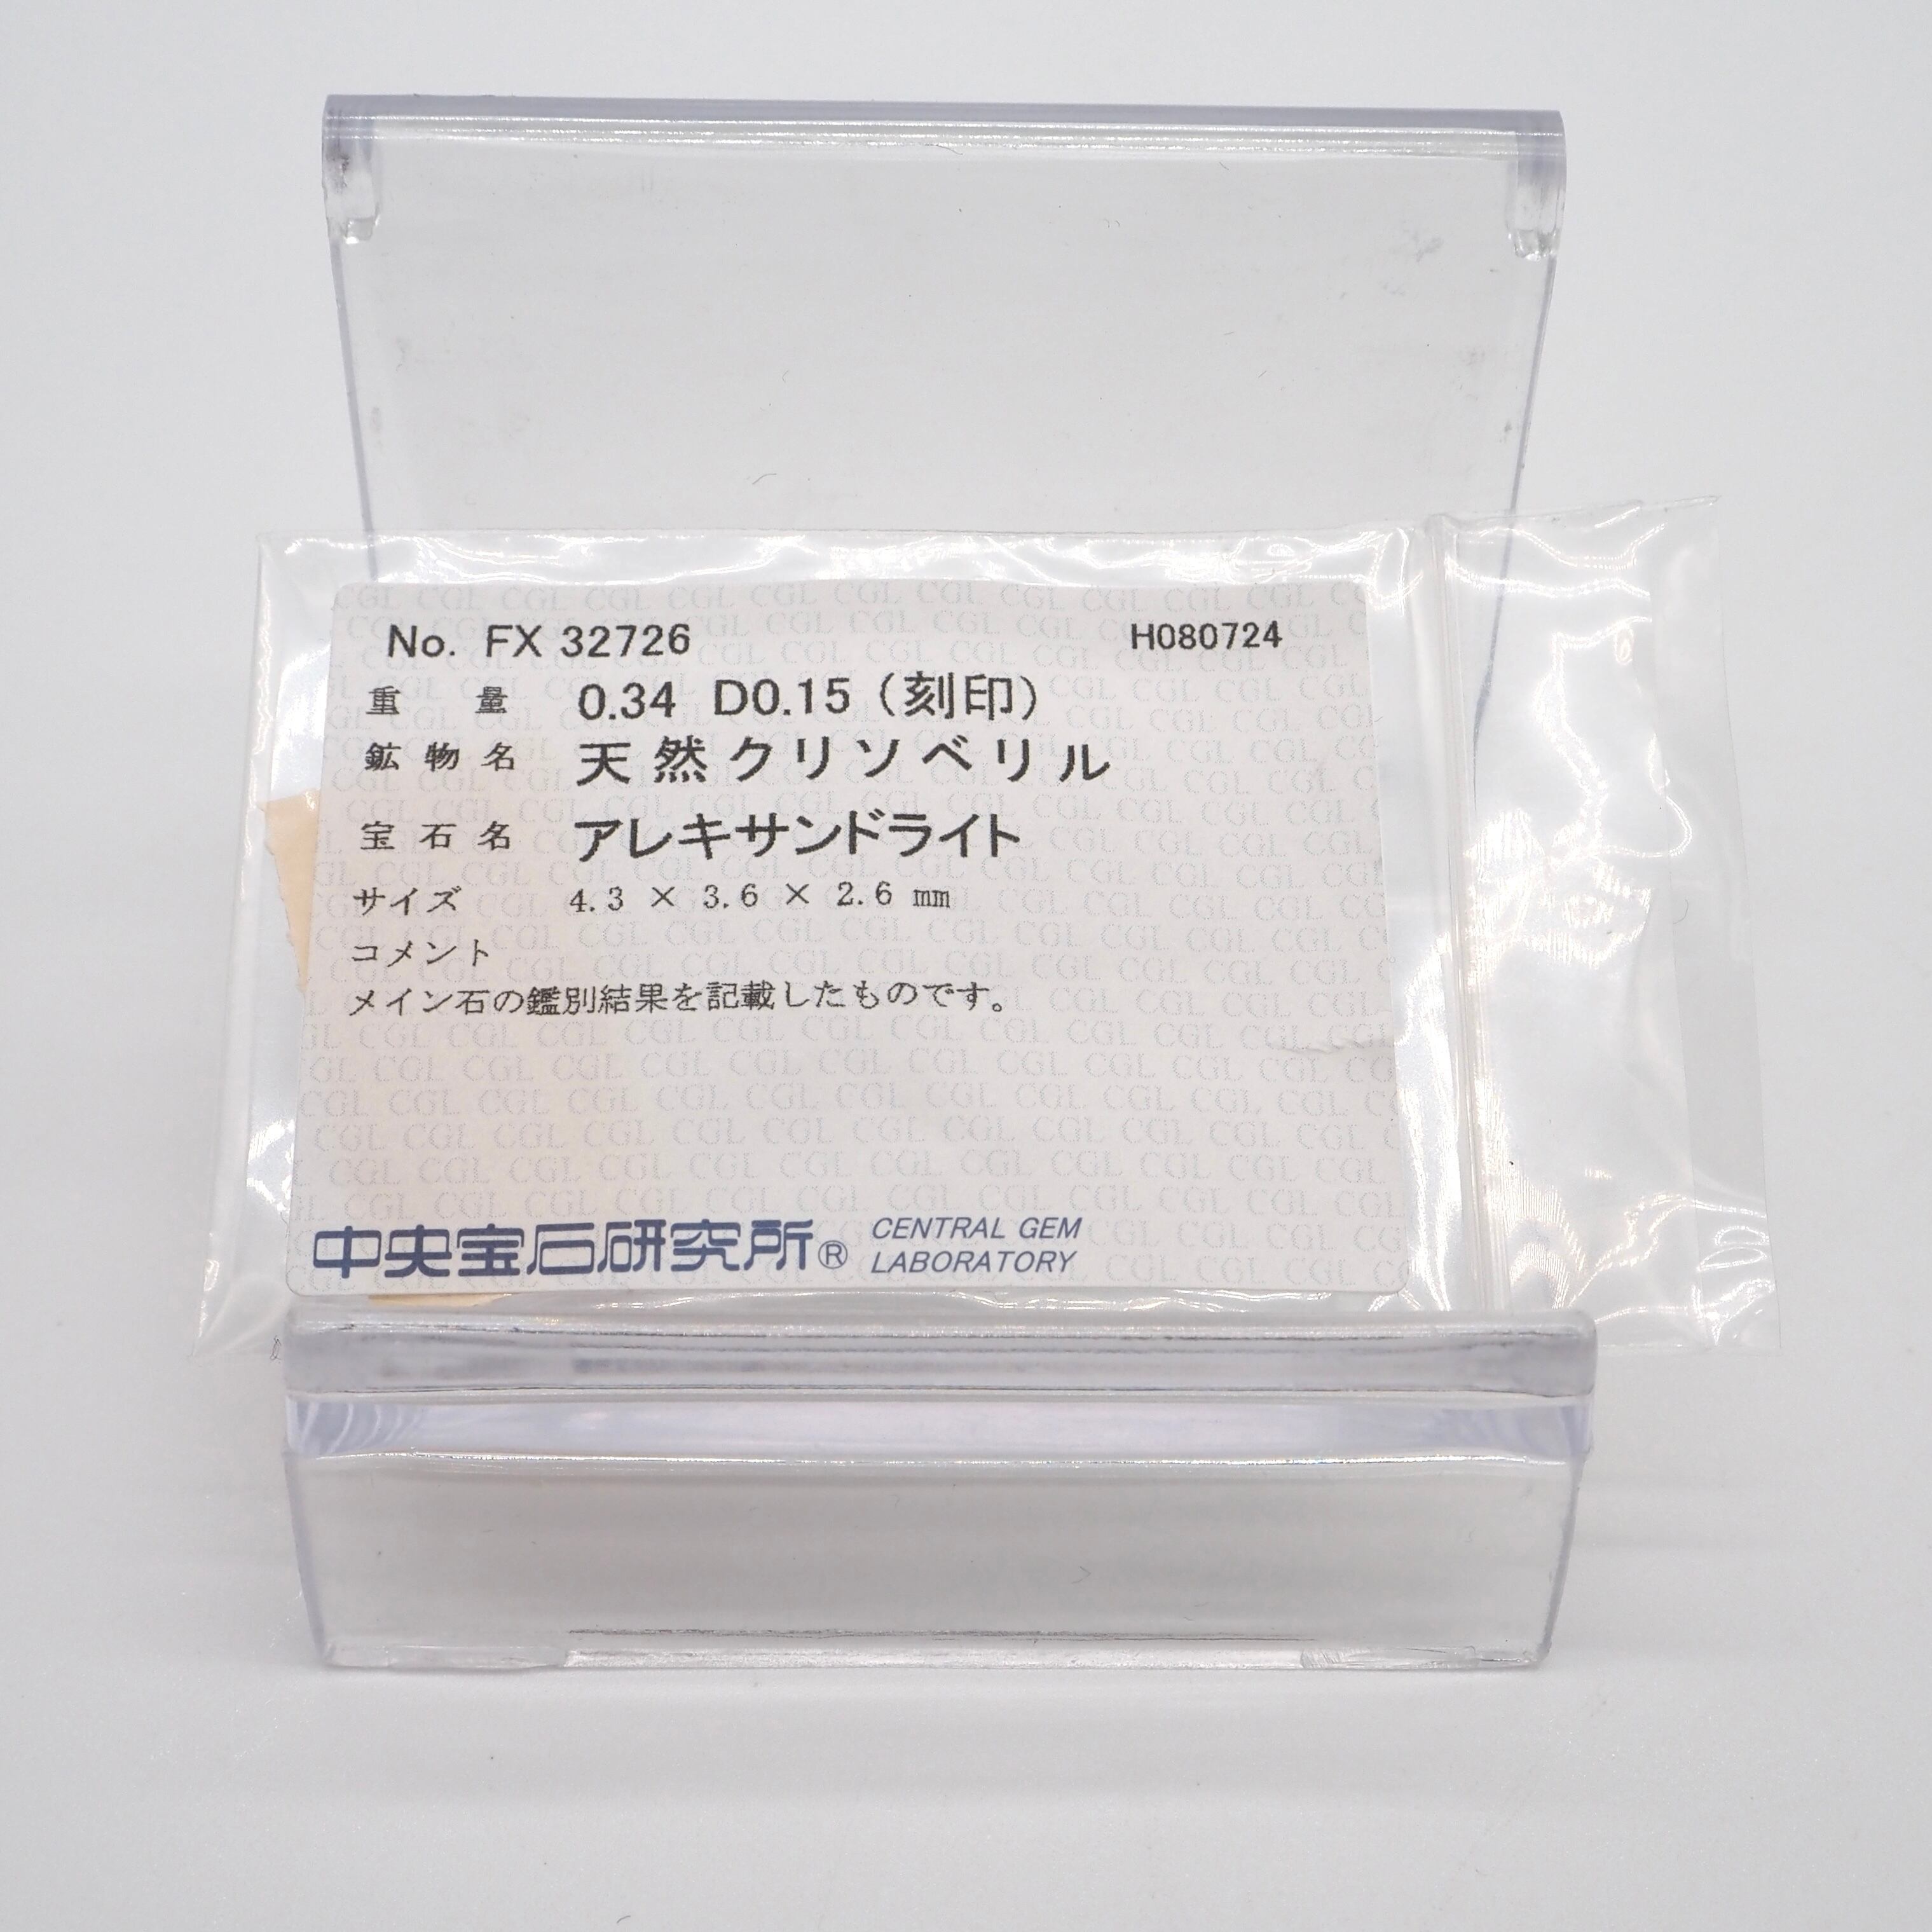 No. FX 32726 H080724
重量 0.34 D0.15（刻印）
鉱物名 天然クリソベリル
宝石名 アレキサンドライト
サイズ 4.3 × 3.6 × 2.6 mm
コメント
メイン石の鑑別結果を記載したものです。
中央宝石研究所® CENTRAL GEM
LABORATORY